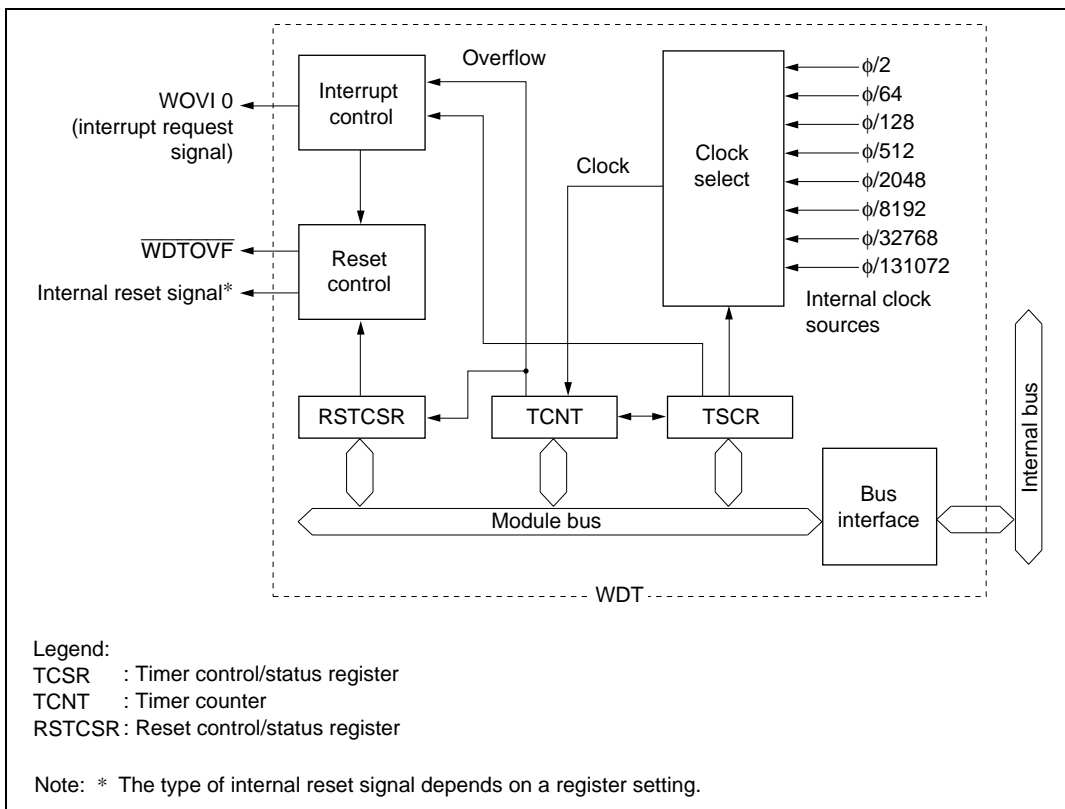 Overflow
Interrupt
control
WOVI 0
(interrupt request
signal)
Clock
Clock
select
ϕ/2
ϕ/64
ϕ/128
ϕ/512
ϕ/2048
ϕ/8192
ϕ/32768
ϕ/131072
Internal clock
sources
WDTOVF
Reset
control
Internal reset signal*
RSTCSR
TCNT
TSCR
Module bus
Bus
interface
Internal bus
WDT
Legend:
TCSR : Timer control/status register
TCNT : Timer counter
RSTCSR : Reset control/status register
Note: * The type of internal reset signal depends on a register setting.